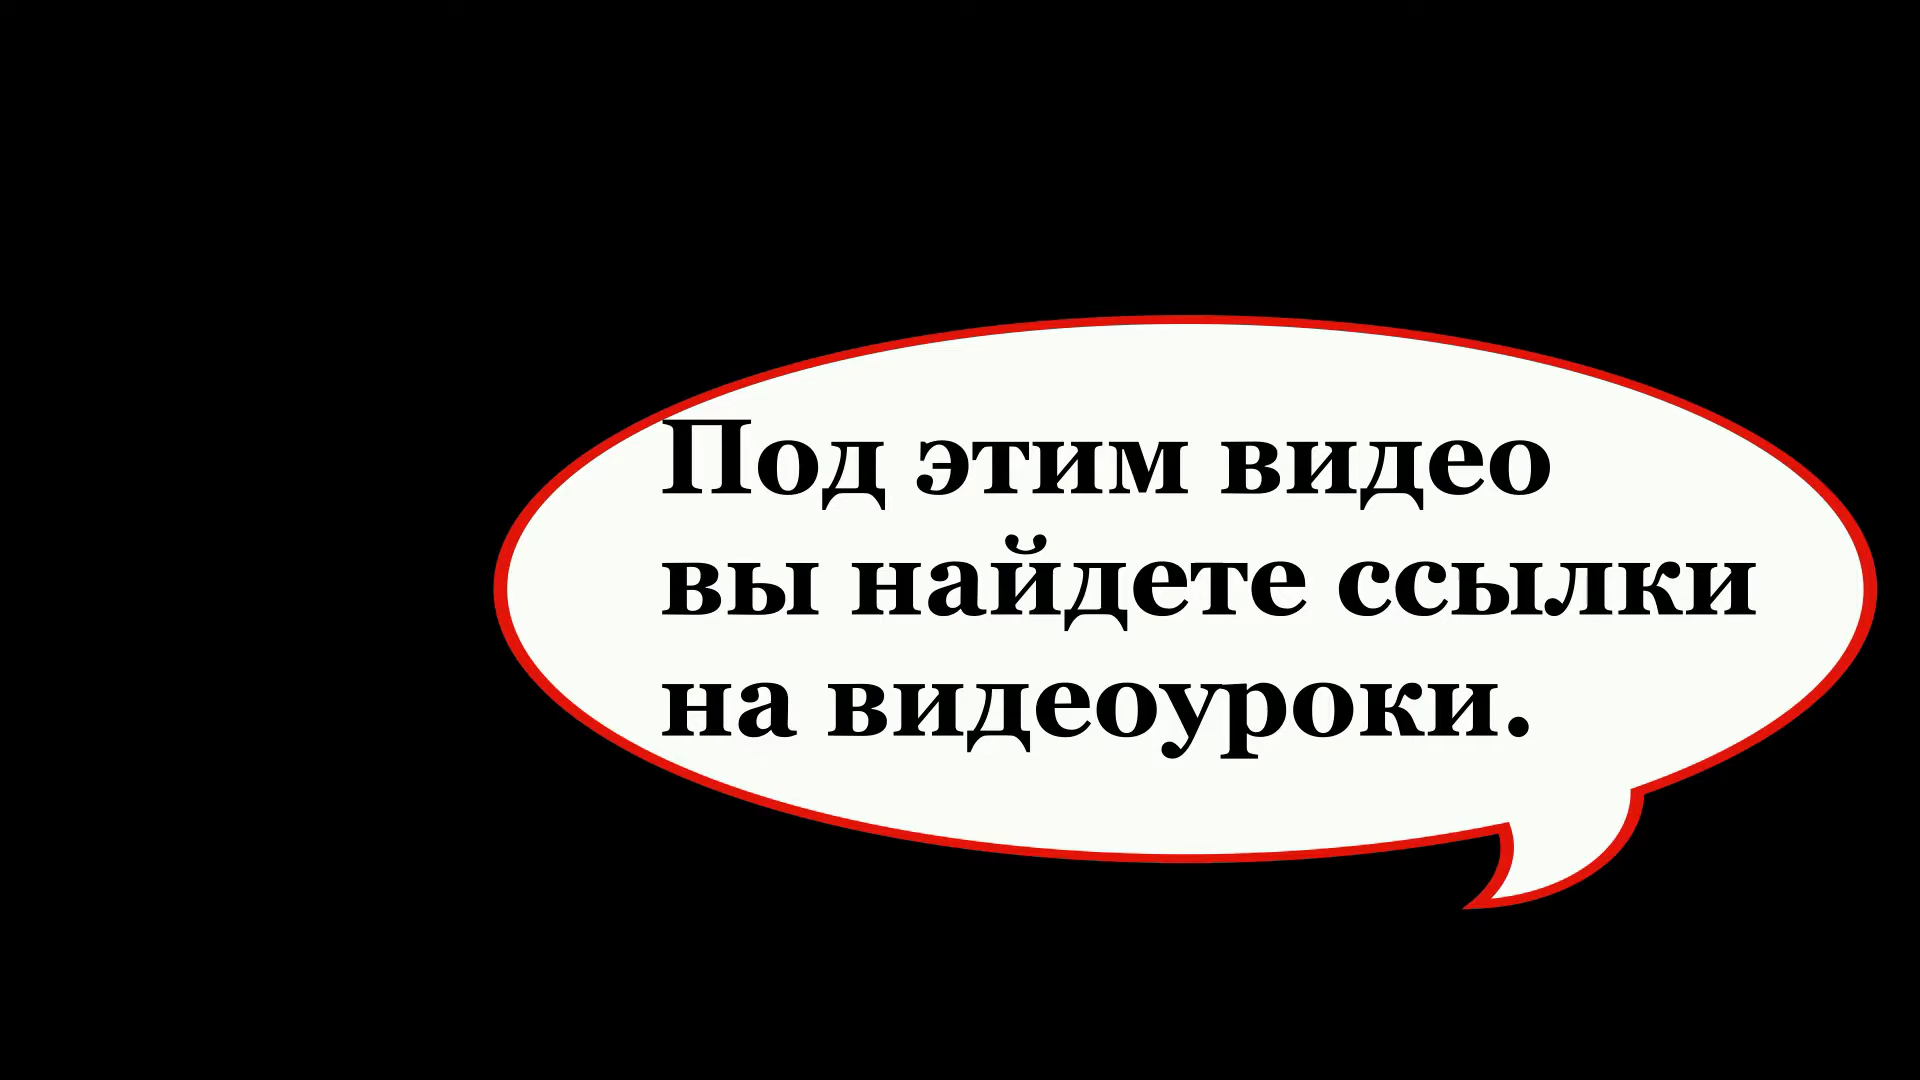 Под этим видео
вы найдете ссылки
на видеоуроки.